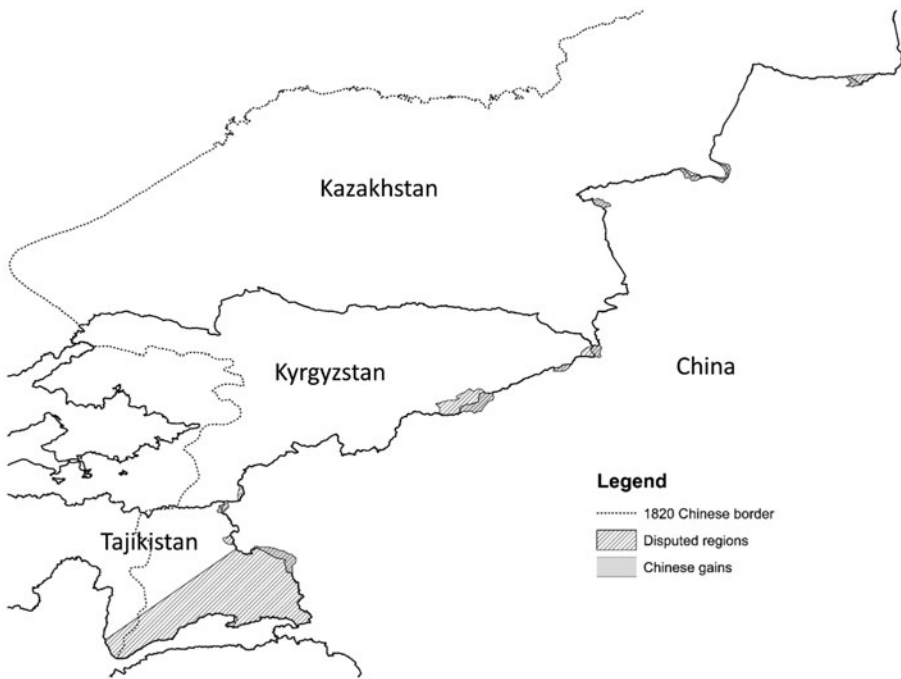 Kazakhstan
Kyrgyzstan
China
Tajikistan
Legend
1820 Chinese border
Disputed regions
Chinese gains